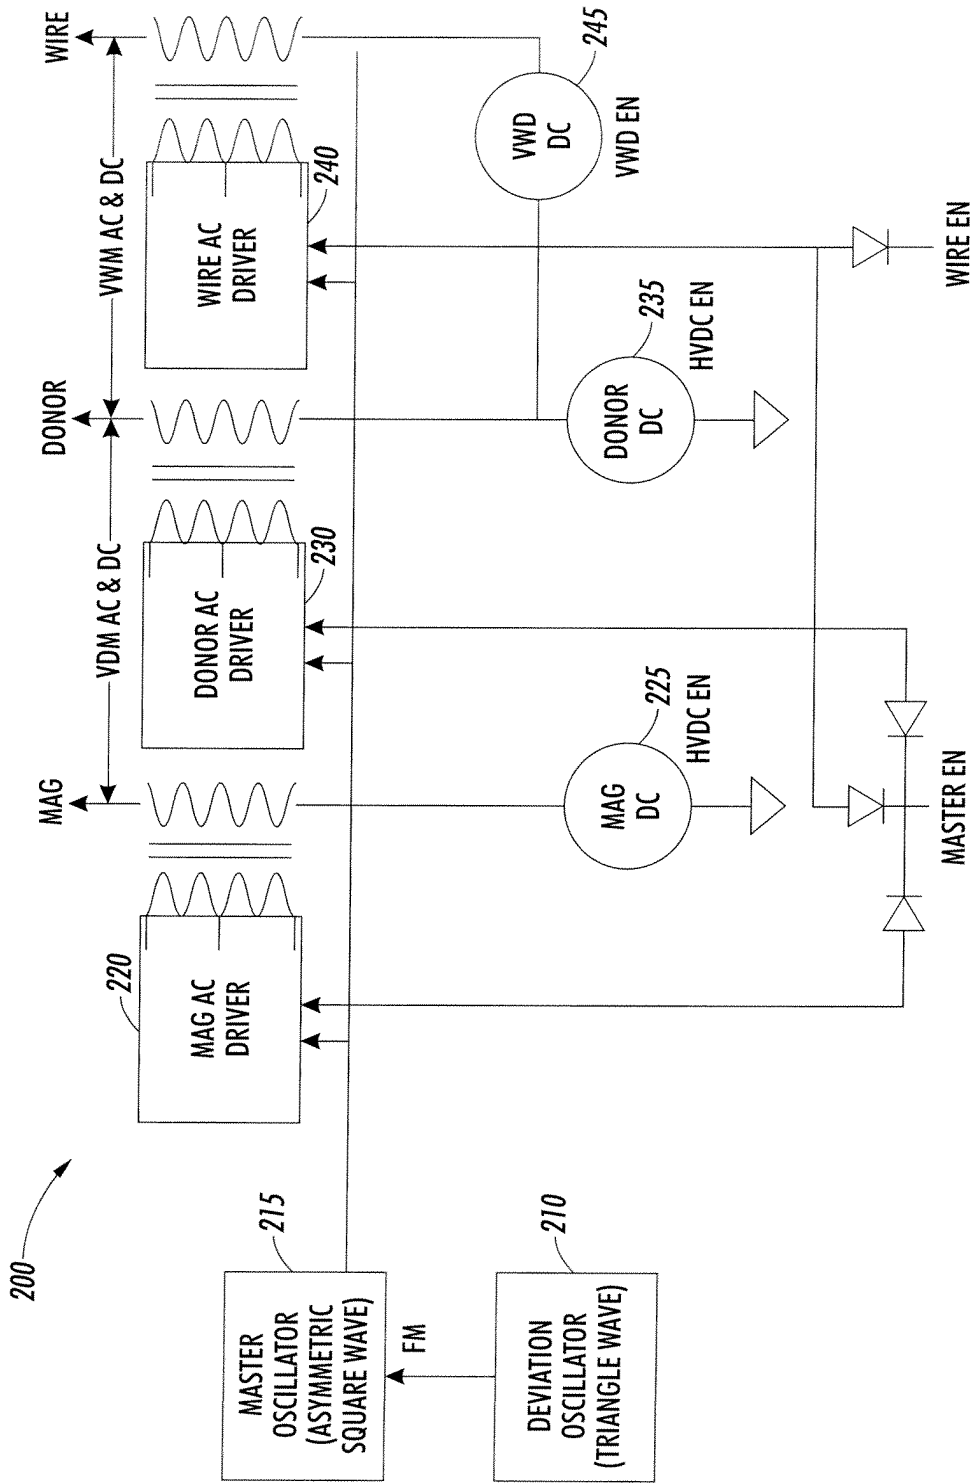 200
MASTER
OSCILLATOR
(ASYMMETRIC
SQUARE WAVE)
215
FM
DEVIATION
OSCILLATOR
(TRIANGLE WAVE)
210
MAG
VDM AC & DC
DONOR
VWM AC & DC
WIRE
220
MAG AC
DRIVER
DONOR AC
DRIVER
230
WIRE AC
DRIVER
240
MAG
DC
225
HVDC EN
DONOR
DC
235
HVDC EN
VWD
DC
245
VWD EN
MASTER EN
WIRE EN